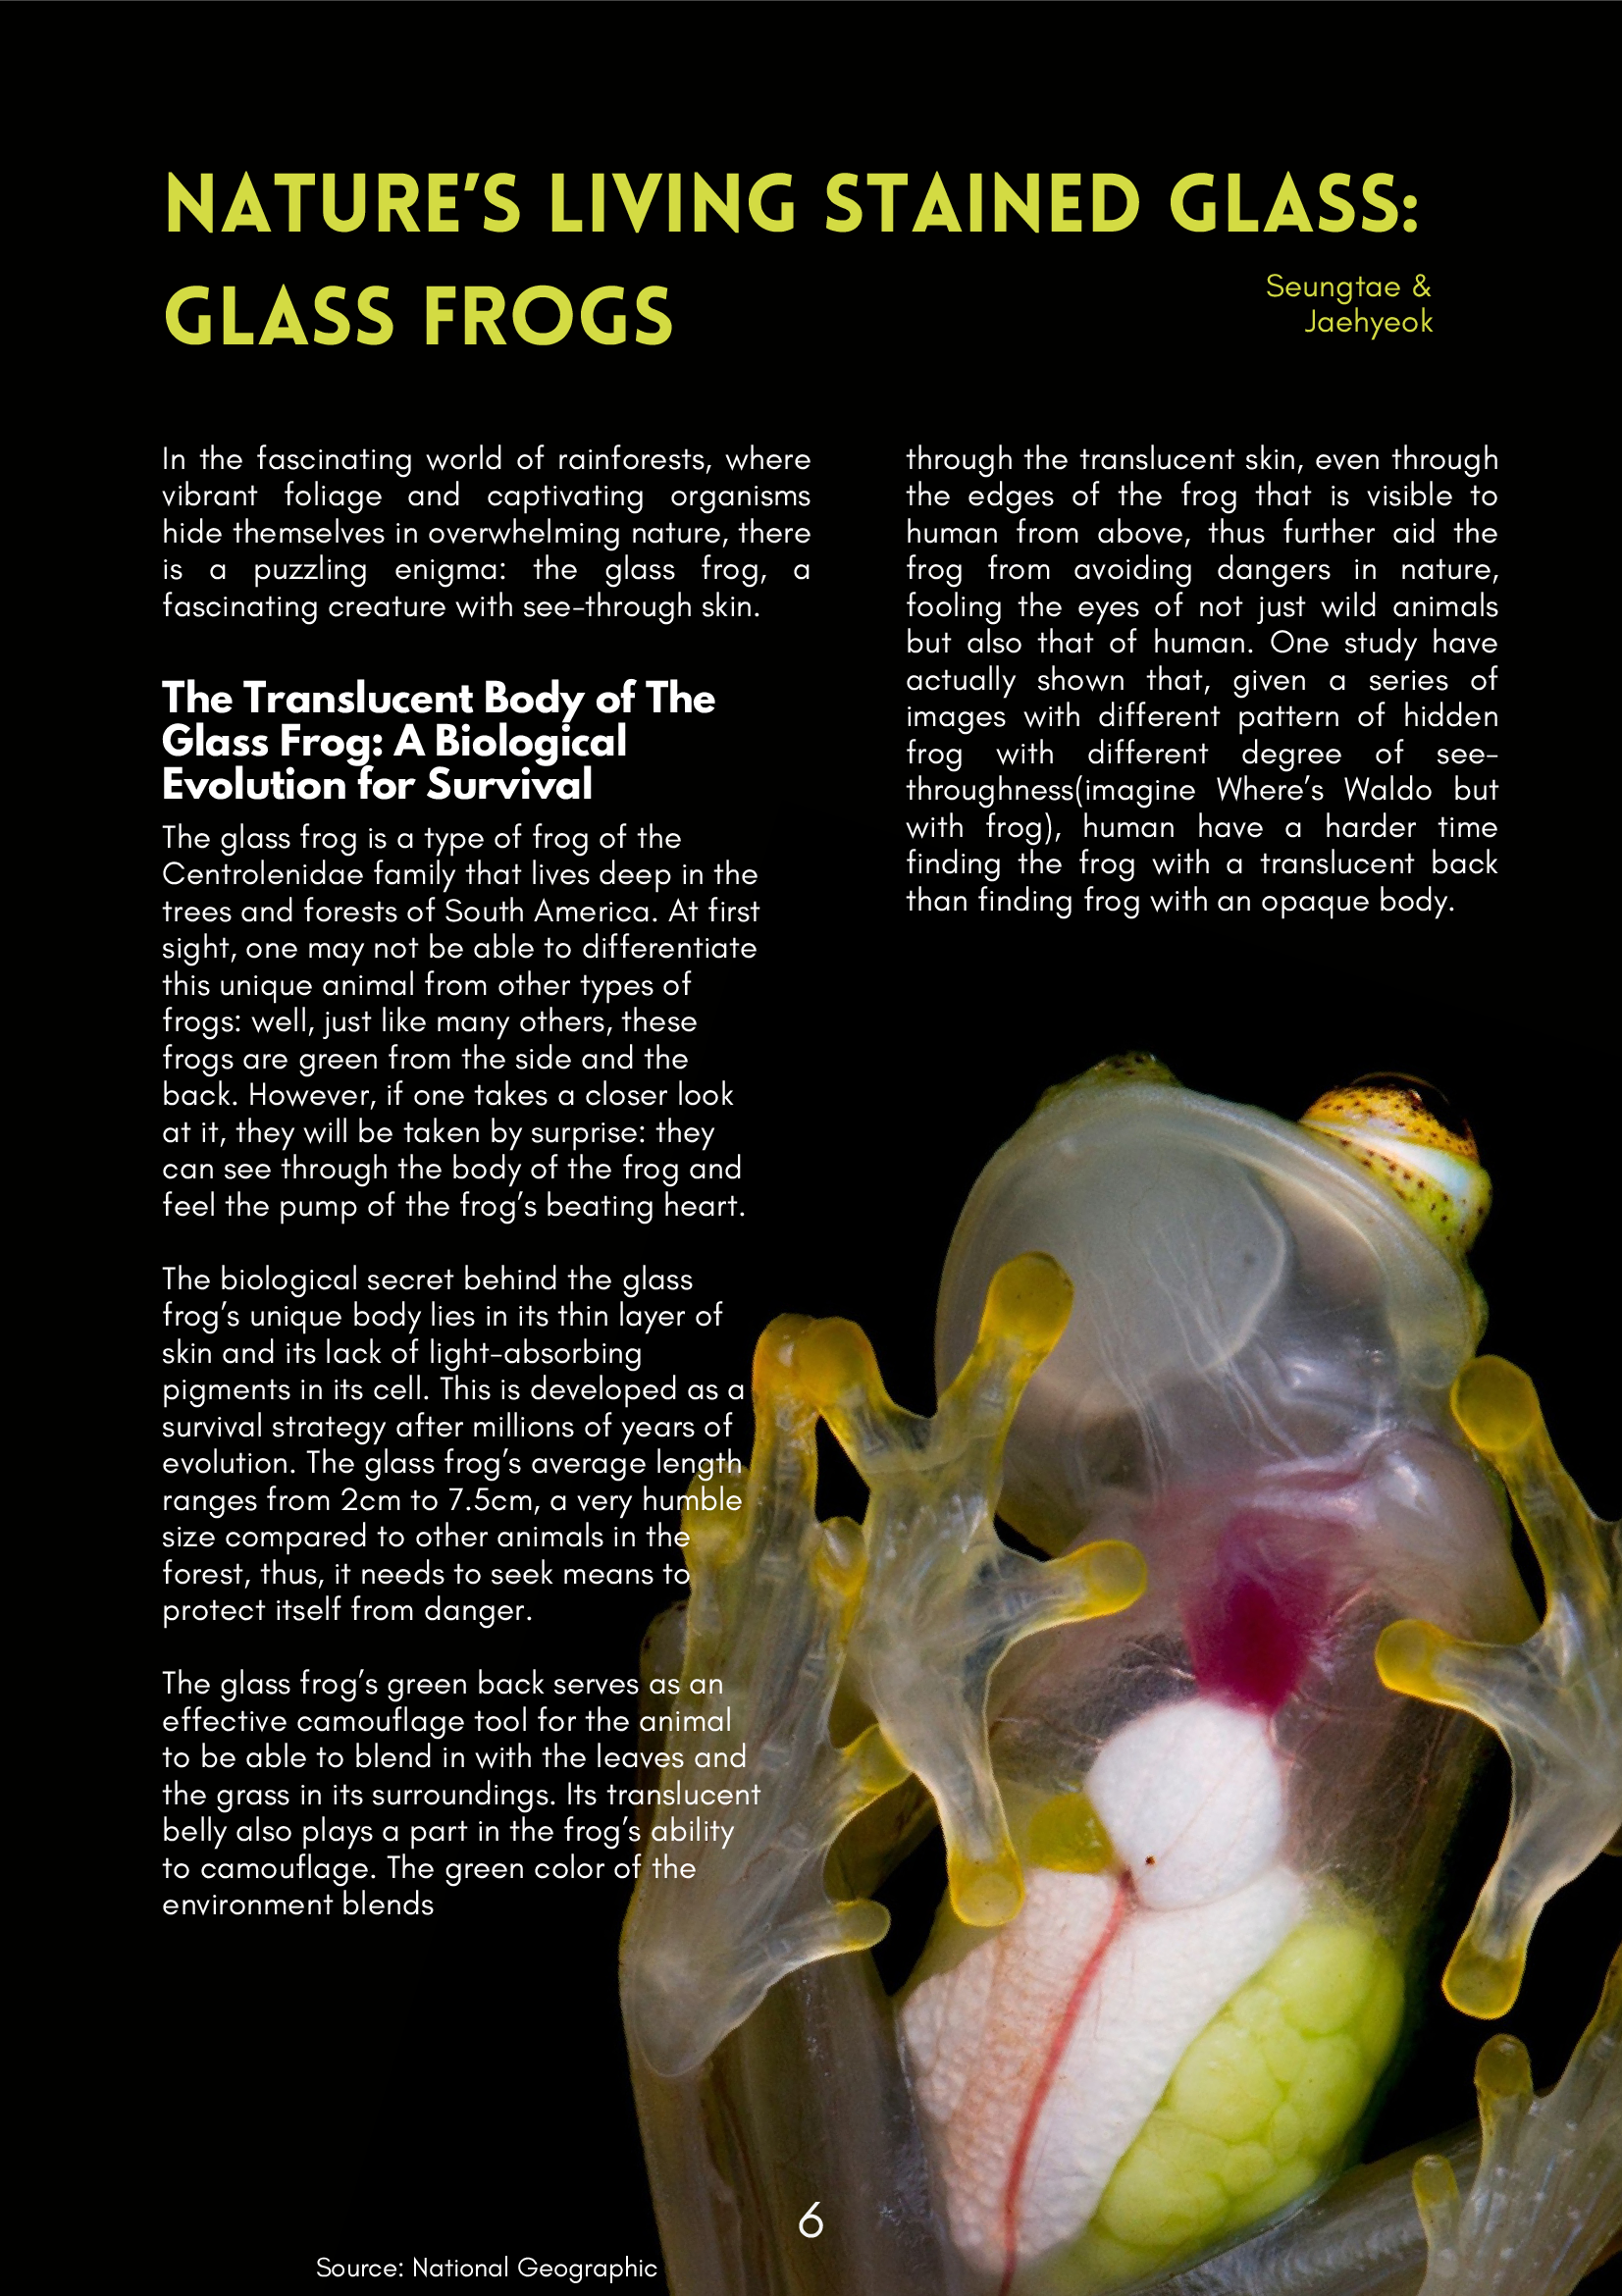 NATURE’S LIVING STAINED GLASS:
GLASS FROGS
Seungtae &
Jaehyeok
In the fascinating world of rainforests, where
vibrant foliage and captivating organisms
hide themselves in overwhelming nature, there
is a puzzling enigma: the glass frog, a
fascinating creature with see-through skin.
The Translucent Body of The
Glass Frog: A Biological
Evolution for Survival
The glass frog is a type of frog of the
Centrolenidae family that lives deep in the
trees and forests of South America. At first
sight, one may not be able to differentiate
this unique animal from other types of
frogs: well, just like many others, these
frogs are green from the side and the
back. However, if one takes a closer look
at it, they will be taken by surprise: they
can see through the body of the frog and
feel the pump of the frog’s beating heart.
The biological secret behind the glass
frog’s unique body lies in its thin layer of
skin and its lack of light-absorbing
pigments in its cell. This is developed as a
survival strategy after millions of years of
evolution. The glass frog’s average length
ranges from 2cm to 7.5cm, a very humble
size compared to other animals in the
forest, thus, it needs to seek means to
protect itself from danger.
The glass frog’s green back serves as an
effective camouflage tool for the animal
to be able to blend in with the leaves and
the grass in its surroundings. Its translucent
belly also plays a part in the frog’s ability
to camouflage. The green color of the
environment blends
through the translucent skin, even through
the edges of the frog that is visible to
human from above, thus further aid the
frog from avoiding dangers in nature,
fooling the eyes of not just wild animals
but also that of human. One study have
actually shown that, given a series of
images with different pattern of hidden
frog with different degree of see-
throughness(imagine Where’s Waldo but
with frog), human have a harder time
finding the frog with a translucent back
than finding frog with an opaque body.
6
Source: National Geographic